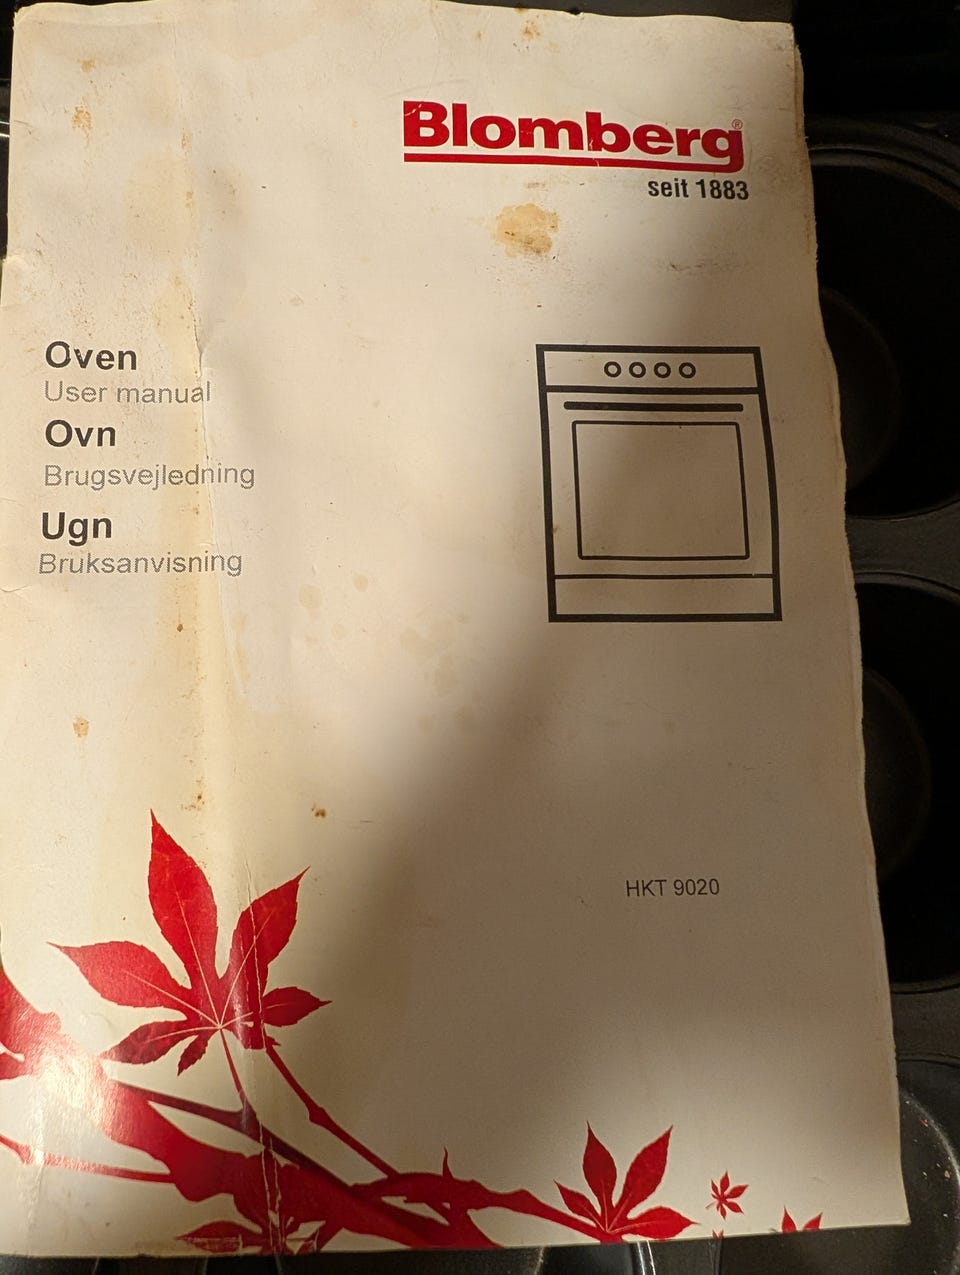 Blomberg®
seit 1883
Oven
User manual
Ovn
Brugsvejledning
Ugn
Bruksanvisning
HKT 9020